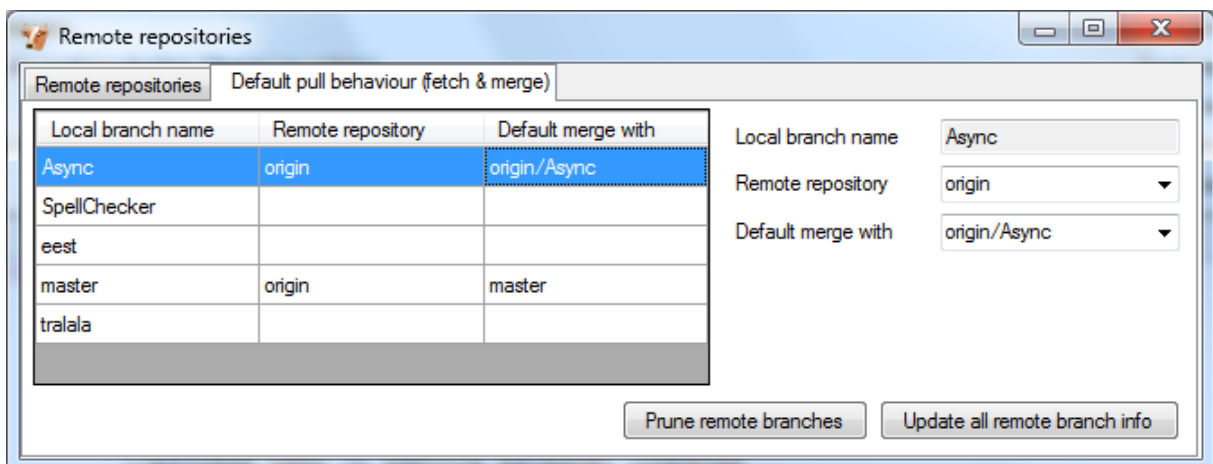 Remote repositories
Remote repositories Default pull behaviour (fetch & merge)
Local branch name Remote repository Default merge with
Async origin origin/Async
SpellChecker
eest
master origin master
tralala
Local branch name Async
Remote repository origin
Default merge with origin/Async
Prune remote branches Update all remote branch info